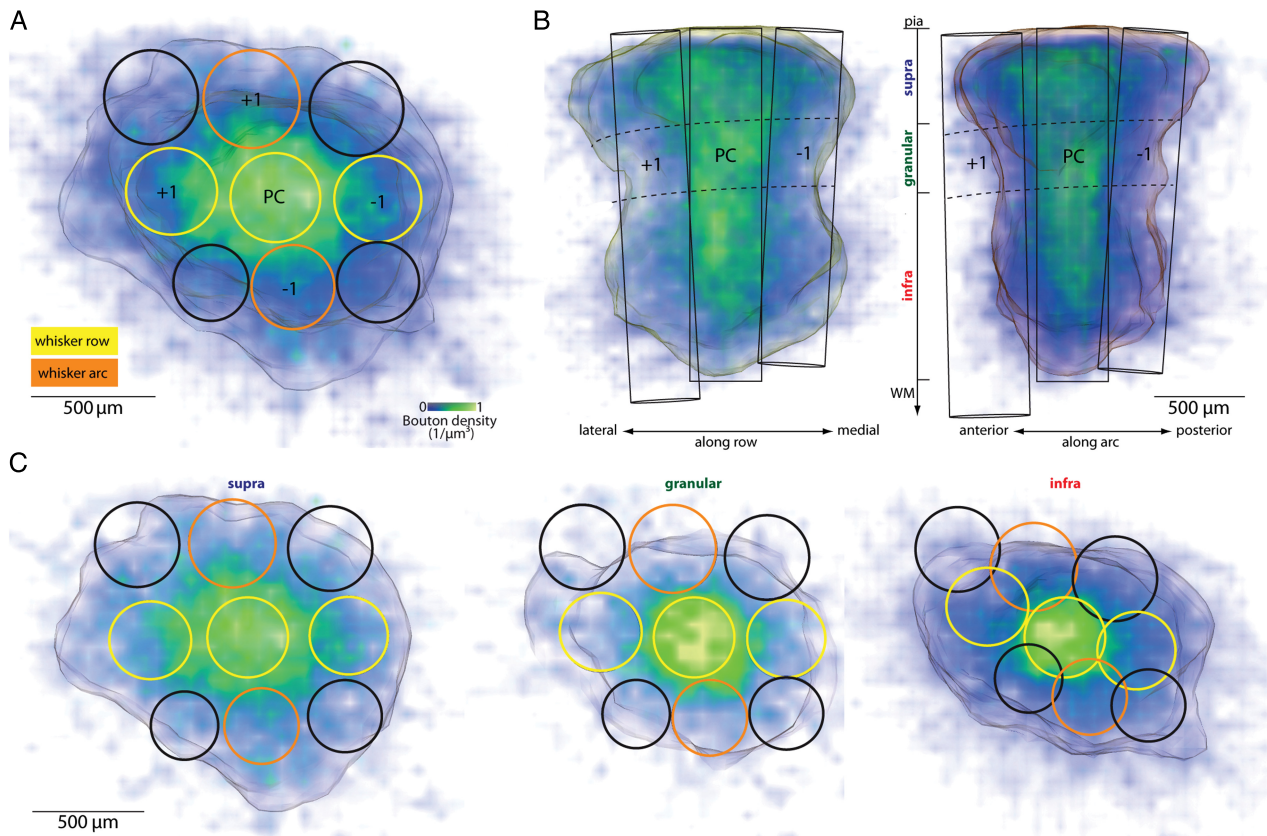 A
+1
+1
PC
-1
-1
whisker row
whisker arc
500 µm
0
1
Bouton density
(1/µm³)
B
+1
PC
-1
lateral
along row
medial
pia
supra
granular
infra
WM
+1
PC
-1
500 µm
anterior
along arc
posterior
C
supra
granular
infra
500 µm